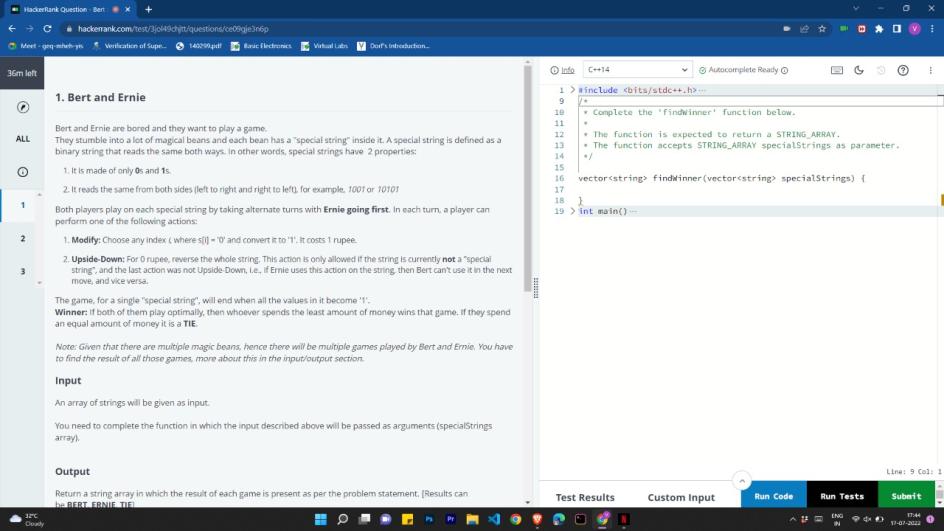 HackerRank Question - Bert
hackerrank.com/test/3jol49chjtt/questions/ce09gje3n6p
Meet - geq-mheh-yis
Verification of Supe...
140299.pdf
Basic Electronics
Virtual Labs
Dorf's Introduction...
36m left
ALL
1
2
3
1. Bert and Ernie
Bert and Ernie are bored and they want to play a game.
They stumble into a lot of magical beans and each bean has a "special string" inside it. A special string is defined as a
binary string that reads the same both ways. In other words, special strings have 2 properties:
1. It is made of only 0s and 1s.
2. It reads the same from both sides (left to right and right to left), for example, 1001 or 10101
Both players play on each special string by taking alternate turns with Ernie going first. In each turn, a player can
perform one of the following actions:
1. Modify: Choose any index i, where s[i] = '0' and convert it to '1'. It costs 1 rupee.
2. Upside-Down: For 0 rupee, reverse the whole string. This action is only allowed if the string is currently not a "special
string", and the last action was not Upside-Down, i.e., if Ernie uses this action on the string, then Bert can't use it in the next
move, and vice versa.
The game, for a single "special string", will end when all the values in it become '1'.
Winner: If both of them play optimally, then whoever spends the least amount of money wins that game. If they spend
an equal amount of money it is a TIE.
Note: Given that there are multiple magic beans, hence there will be multiple games played by Bert and Ernie. You have
to find the result of all those games, more about this in the input/output section.
Input
An array of strings will be given as input.
You need to complete the function in which the input described above will be passed as arguments (specialStrings
array).
Output
Return a string array in which the result of each game is present as per the problem statement. [Results can
be BERT, ERNIE, TIE]
Info
C++14
Autocomplete Ready
1 #include <bits/stdc++.h>
9 /*
10 * Complete the 'findWinner' function below.
11 *
12 * The function is expected to return a STRING_ARRAY.
13 * The function accepts STRING_ARRAY specialStrings as parameter.
14 */
15
16 vector<string> findWinner(vector<string> specialStrings) {
17
18 }
19 int main()
Line: 9 Col: 1
Test Results
Custom Input
Run Code
Run Tests
Submit
32°C
Cloudy
ENG
IN
17:44
17-07-2022